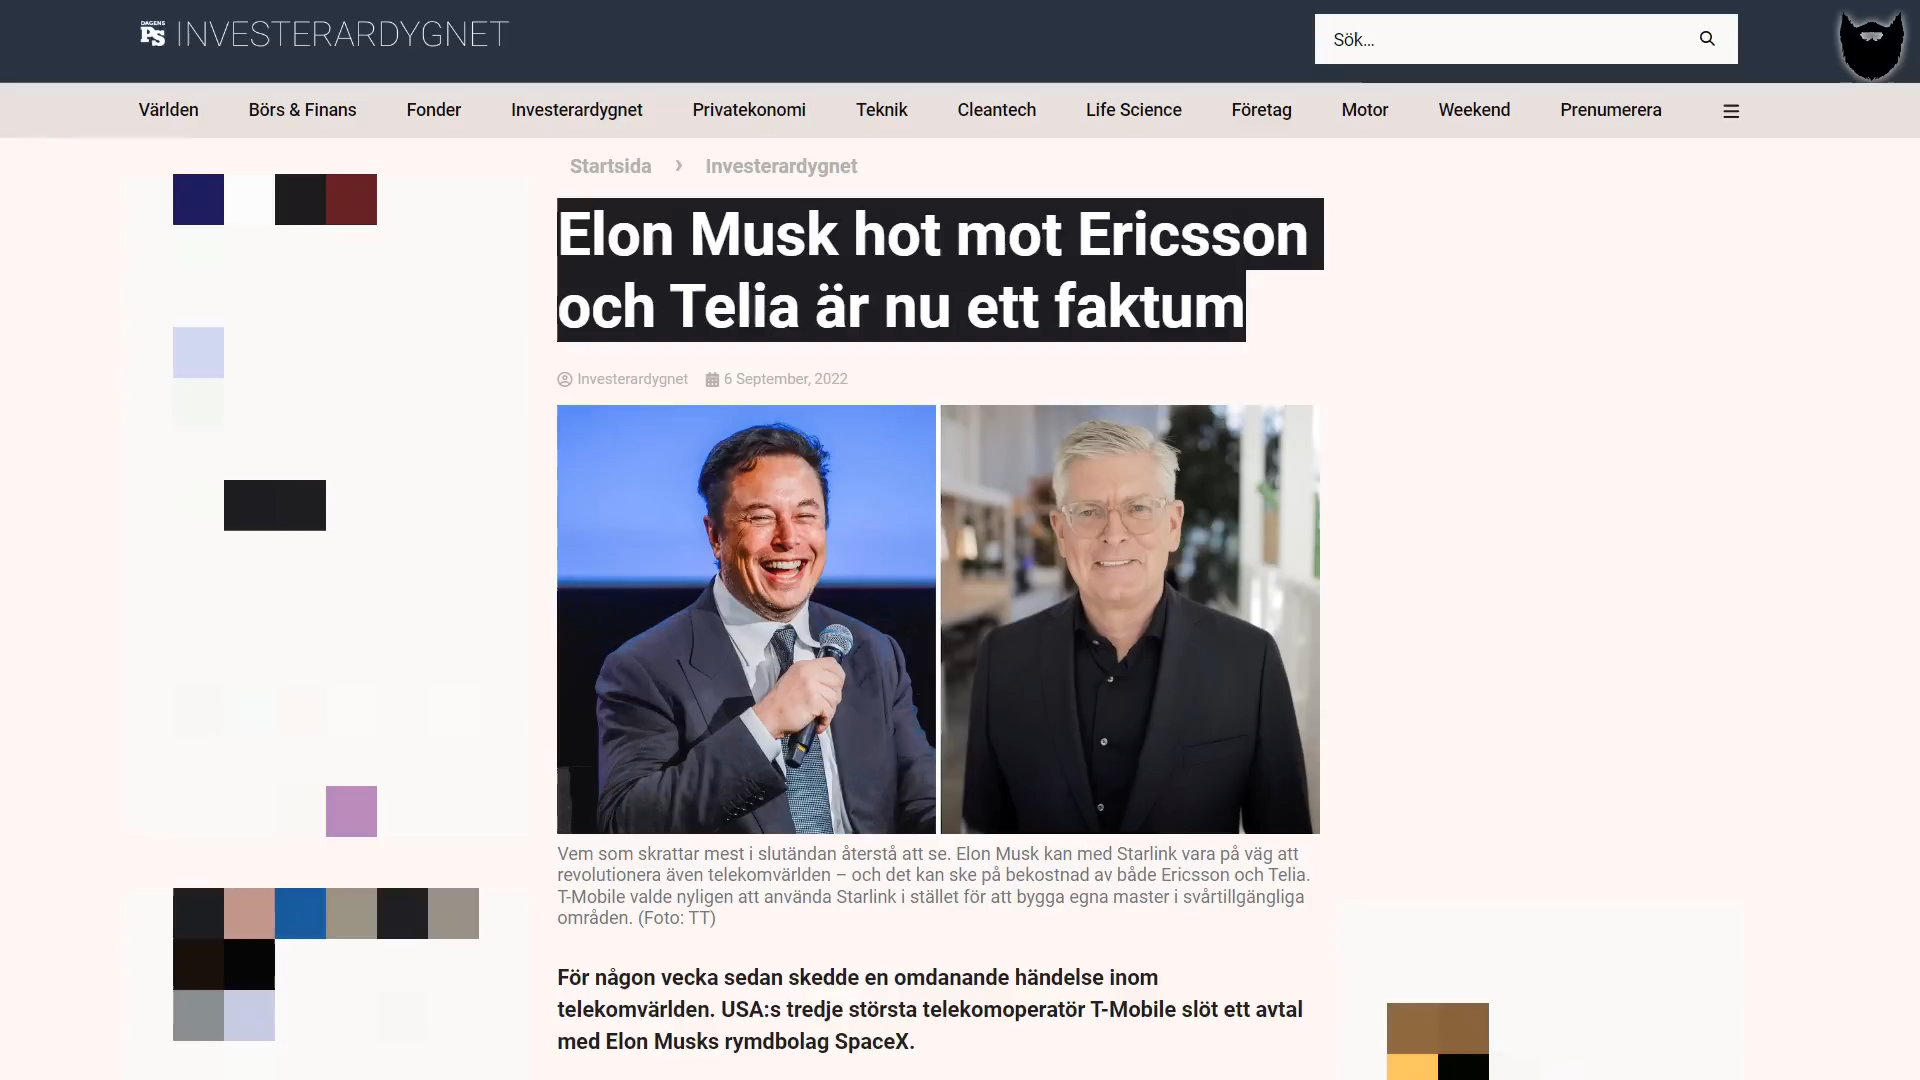 DAGENS PS INVESTERARDYGNET
Sök...
Världen Börs & Finans Fonder Investerardygnet Privatekonomi Teknik Cleantech Life Science Företag Motor Weekend Prenumerera
Startsida › Investerardygnet
Elon Musk hot mot Ericsson
och Telia är nu ett faktum
Investerardygnet 6 September, 2022
Vem som skrattar mest i slutändan återstå att se. Elon Musk kan med Starlink vara på väg att
revolutionera även telekomvärlden – och det kan ske på bekostnad av både Ericsson och Telia.
T-Mobile valde nyligen att använda Starlink i stället för att bygga egna master i svårtillgängliga
områden. (Foto: TT)
För någon vecka sedan skedde en omdanande händelse inom
telekomvärlden. USA:s tredje största telekomoperatör T-Mobile slöt ett avtal
med Elon Musks rymdbolag SpaceX.